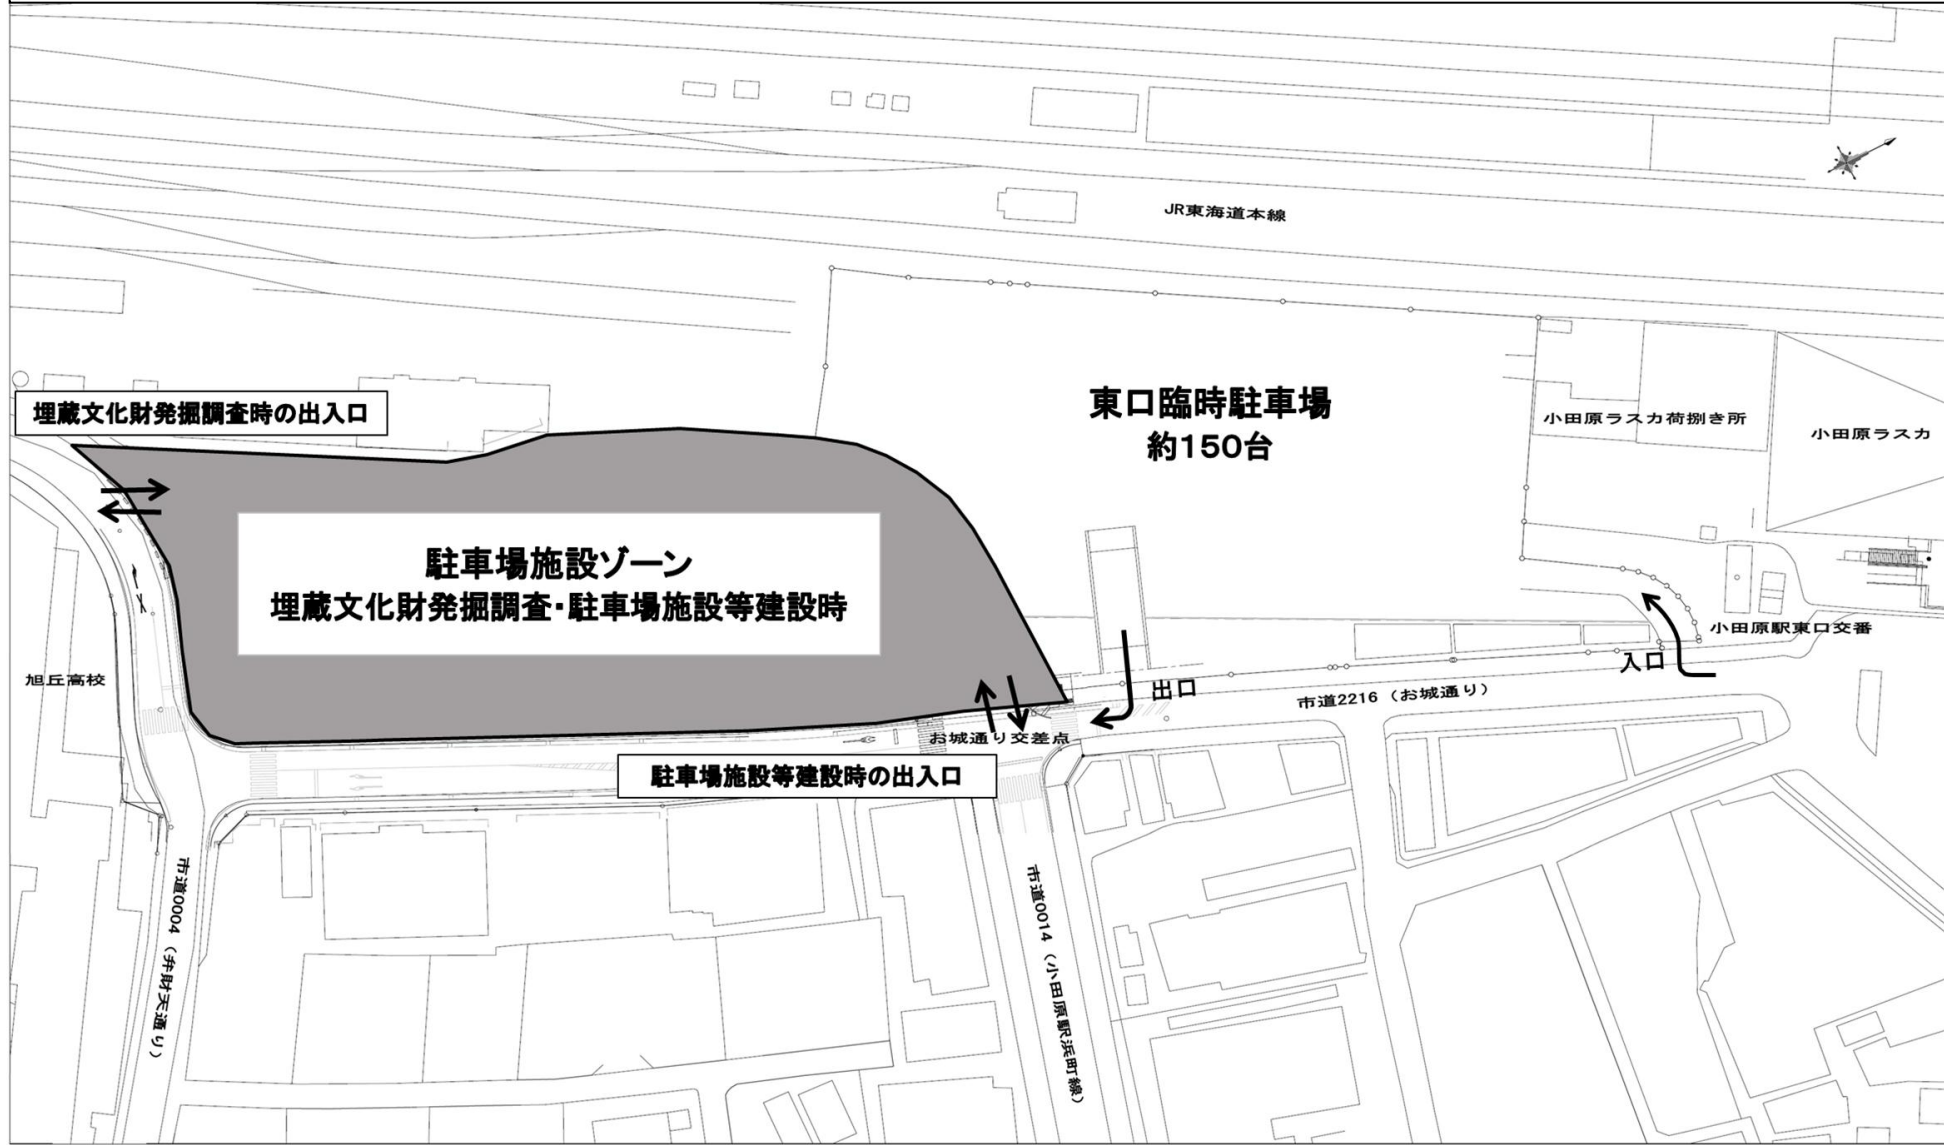 JR東海道本線
埋蔵文化財発掘調査時の出入口
東口臨時駐車場
約150台
小田原ラスカ荷捌き所
小田原ラスカ
駐車場施設ゾーン
埋蔵文化財発掘調査・駐車場施設等建設時
小田原駅東口交番
入口
旭丘高校
出口
市道2216（お城通り）
お城通り交差点
駐車場施設等建設時の出入口
市道0004（弁財天通り）
市道0014（小田原駅浜町線）